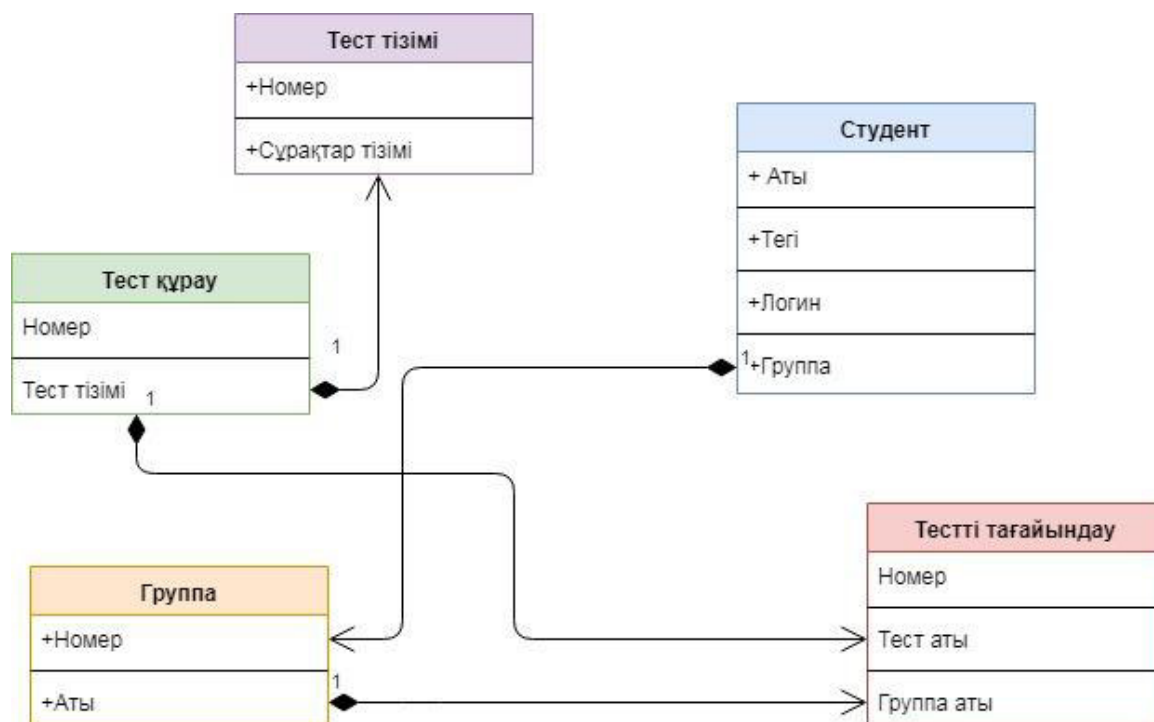 Тест тізімі
+Номер
+Сұрақтар тізімі
Студент
+ Аты
+Тегі
+Логин
1
+Группа
Тест құрау
Номер
1
Тест тізімі
1
Группа
+Номер
1
+Аты
Тестті тағайындау
Номер
Тест аты
Группа аты